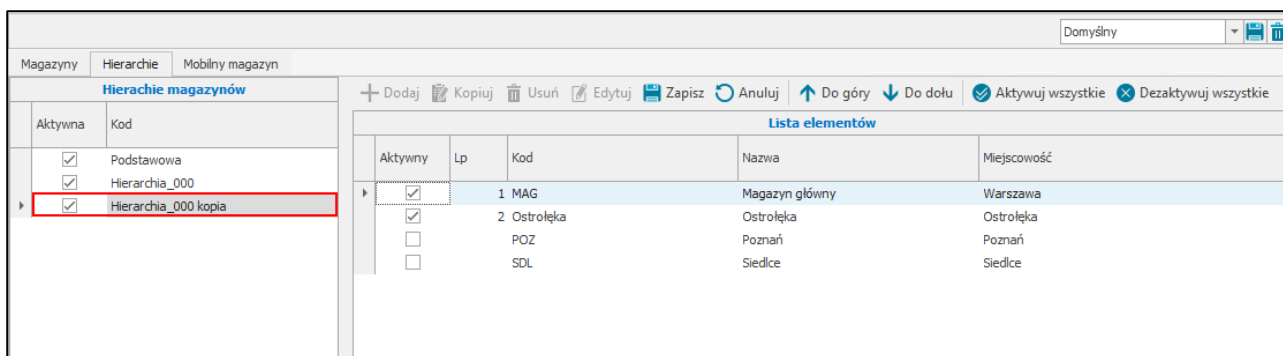 Domyślny
Magazyny Hierarchie Mobilny magazyn
Hierachie magazynów
Aktywna Kod
Podstawowa
Hierarchia_000
Hierarchia_000 kopia
Dodaj Kopiuj Usuń Edytuj Zapisz Anuluj Do góry Do dołu Aktywuj wszystkie Dezaktywuj wszystkie
Lista elementów
Aktywny Lp Kod Nazwa Miejscowość
1 MAG Magazyn główny Warszawa
2 Ostrołęka Ostrołęka Ostrołęka
POZ Poznań Poznań
SDL Siedlce Siedlce